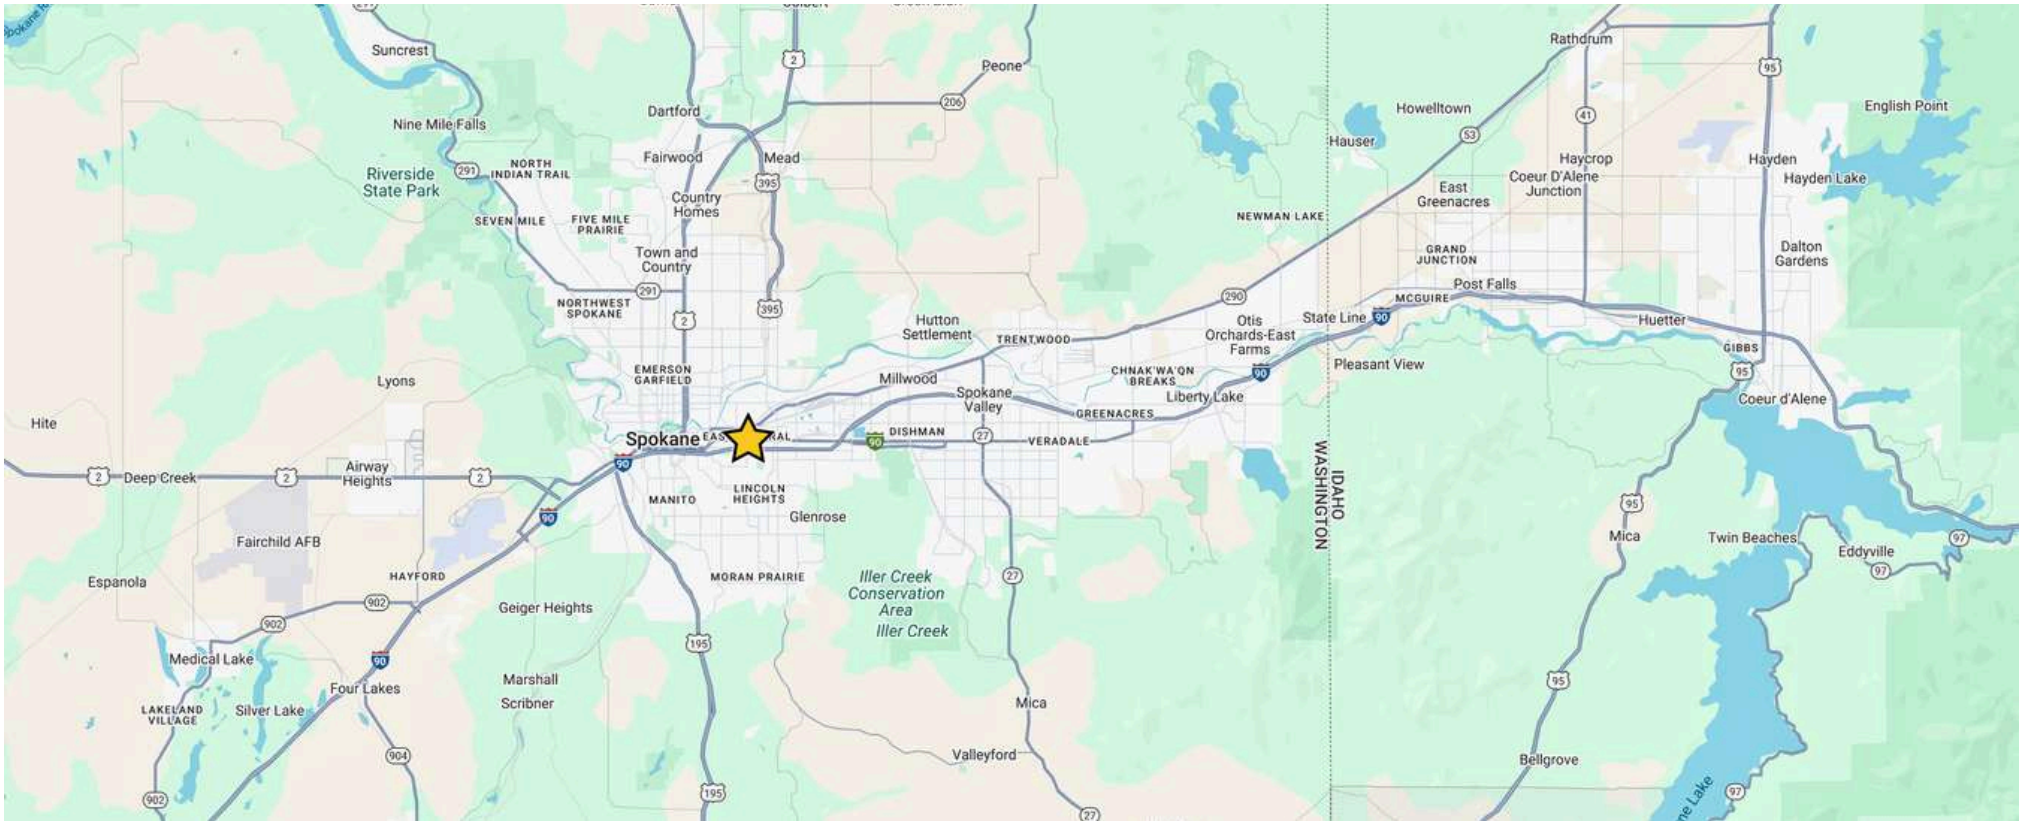 291
Suncrest
2
Peone
Rathdrum
95
206
Dartford
Howelltown
English Point
41
Nine Mile Falls
53
Hauser
Fairwood
Mead
Haycrop
Hayden
NORTH
INDIAN TRAIL
291
Riverside
State Park
395
Coeur D'Alene
Junction
Hayden Lake
East
Greenacres
Country
Homes
SEVEN MILE
FIVE MILE
PRAIRIE
NEWMAN LAKE
Town and
Country
GRAND
JUNCTION
Dalton
Gardens
291
290
Post Falls
MCGUIRE
NORTHWEST
SPOKANE
395
2
Hutton
Settlement
Otis
Orchards-East
Farms
State Line
90
Huetter
TRENTWOOD
GIBBS
Pleasant View
EMERSON
GARFIELD
Lyons
Millwood
CHNAK'WA'QN
BREAKS
90
95
Spokane
Valley
Liberty Lake
Coeur d'Alene
GREENACRES
Hite
Spokane
90
DISHMAN
27
VERADALE
90
2
Deep Creek
2
Airway
Heights
2
IDAHO
WASHINGTON
MANITO
LINCOLN
HEIGHTS
95
90
Glenrose
Fairchild AFB
Mica
Twin Beaches
97
Eddyville
97
Espanola
HAYFORD
MORAN PRAIRIE
27
Iller Creek
Conservation
Area
Iller Creek
902
Geiger Heights
902
195
Medical Lake
90
Marshall
95
Four Lakes
Scribner
Mica
LAKELAND
VILLAGE
Silver Lake
904
Valleyford
Bellgrove
902
195
97
Lake
27